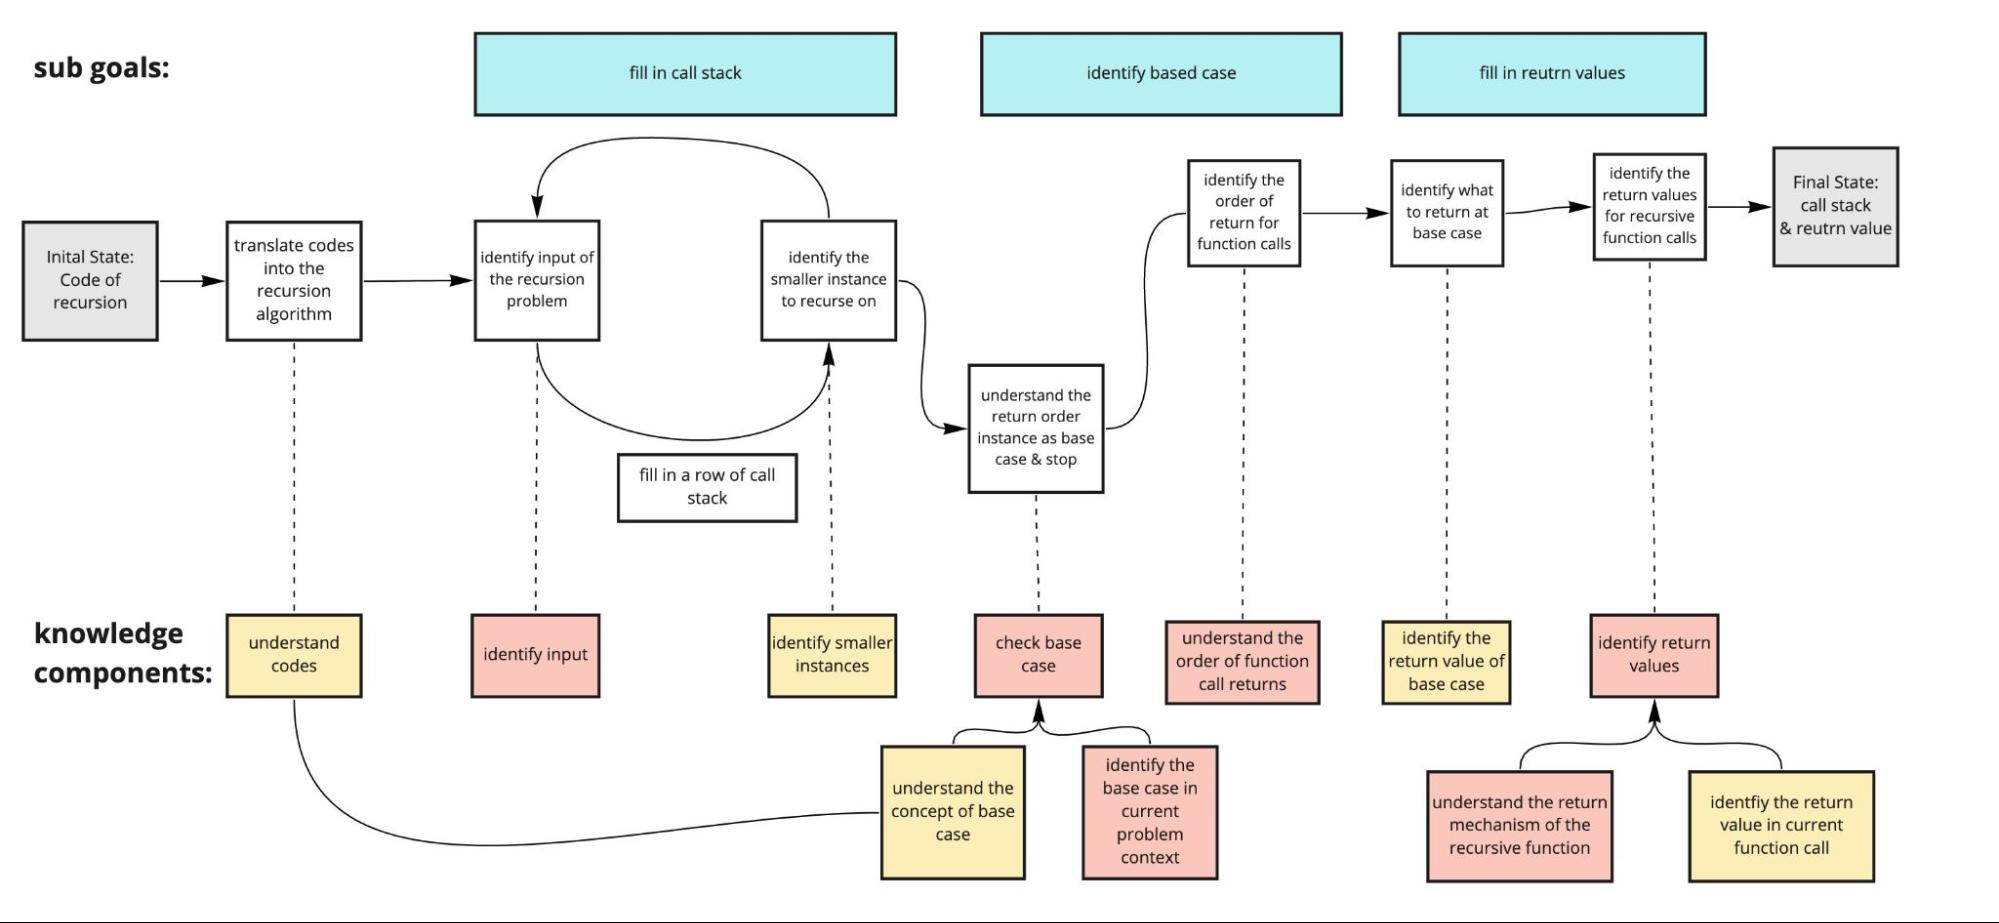 sub goals:
fill in call stack
identify based case
fill in reutrn values
Inital State:
Code of
recursion
translate codes
into the
recursion
algorithm
identify input of
the recursion
problem
identify the
smaller instance
to recurse on
fill in a row of call
stack
understand the
return order
instance as base
case & stop
identify the
order of
return for
function calls
identify what
to return at
base case
identify the
return values
for recursive
function calls
Final State:
call stack
& reutrn value
knowledge
components:
understand
codes
identify input
identify smaller
instances
check base
case
understand the
order of function
call returns
identify the
return value of
base case
identify return
values
understand the
concept of base
case
identify the
base case in
current
problem
context
understand the return
mechanism of the
recursive function
identfiy the return
value in current
function call